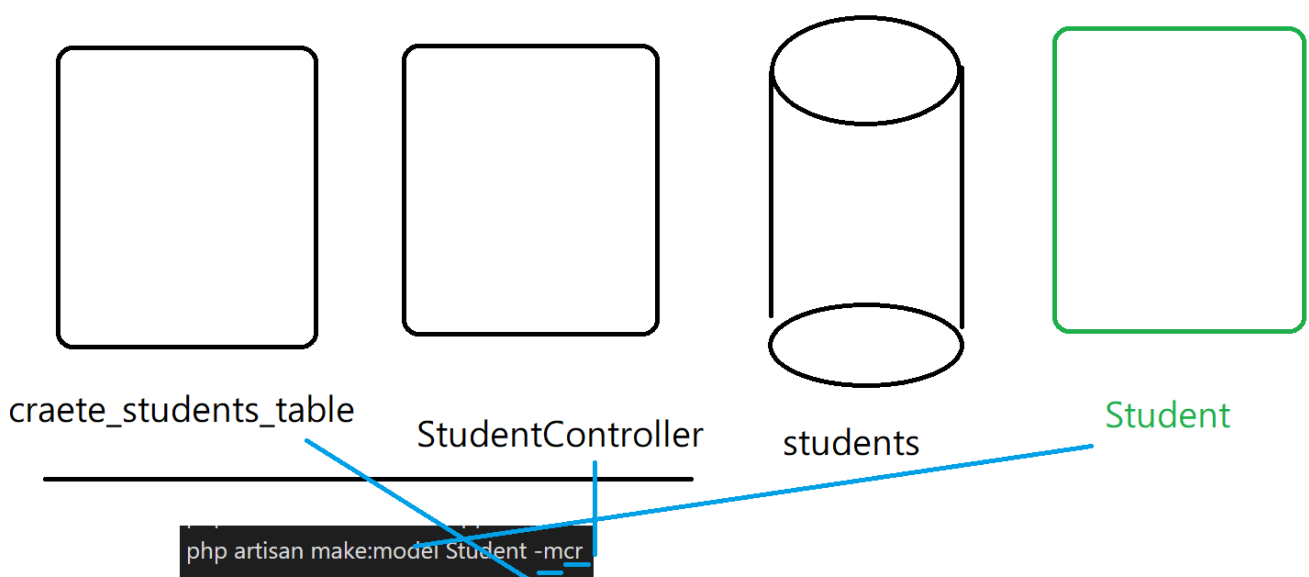 craete_students_table
StudentController
students
Student
php artisan make:model Student -mcr